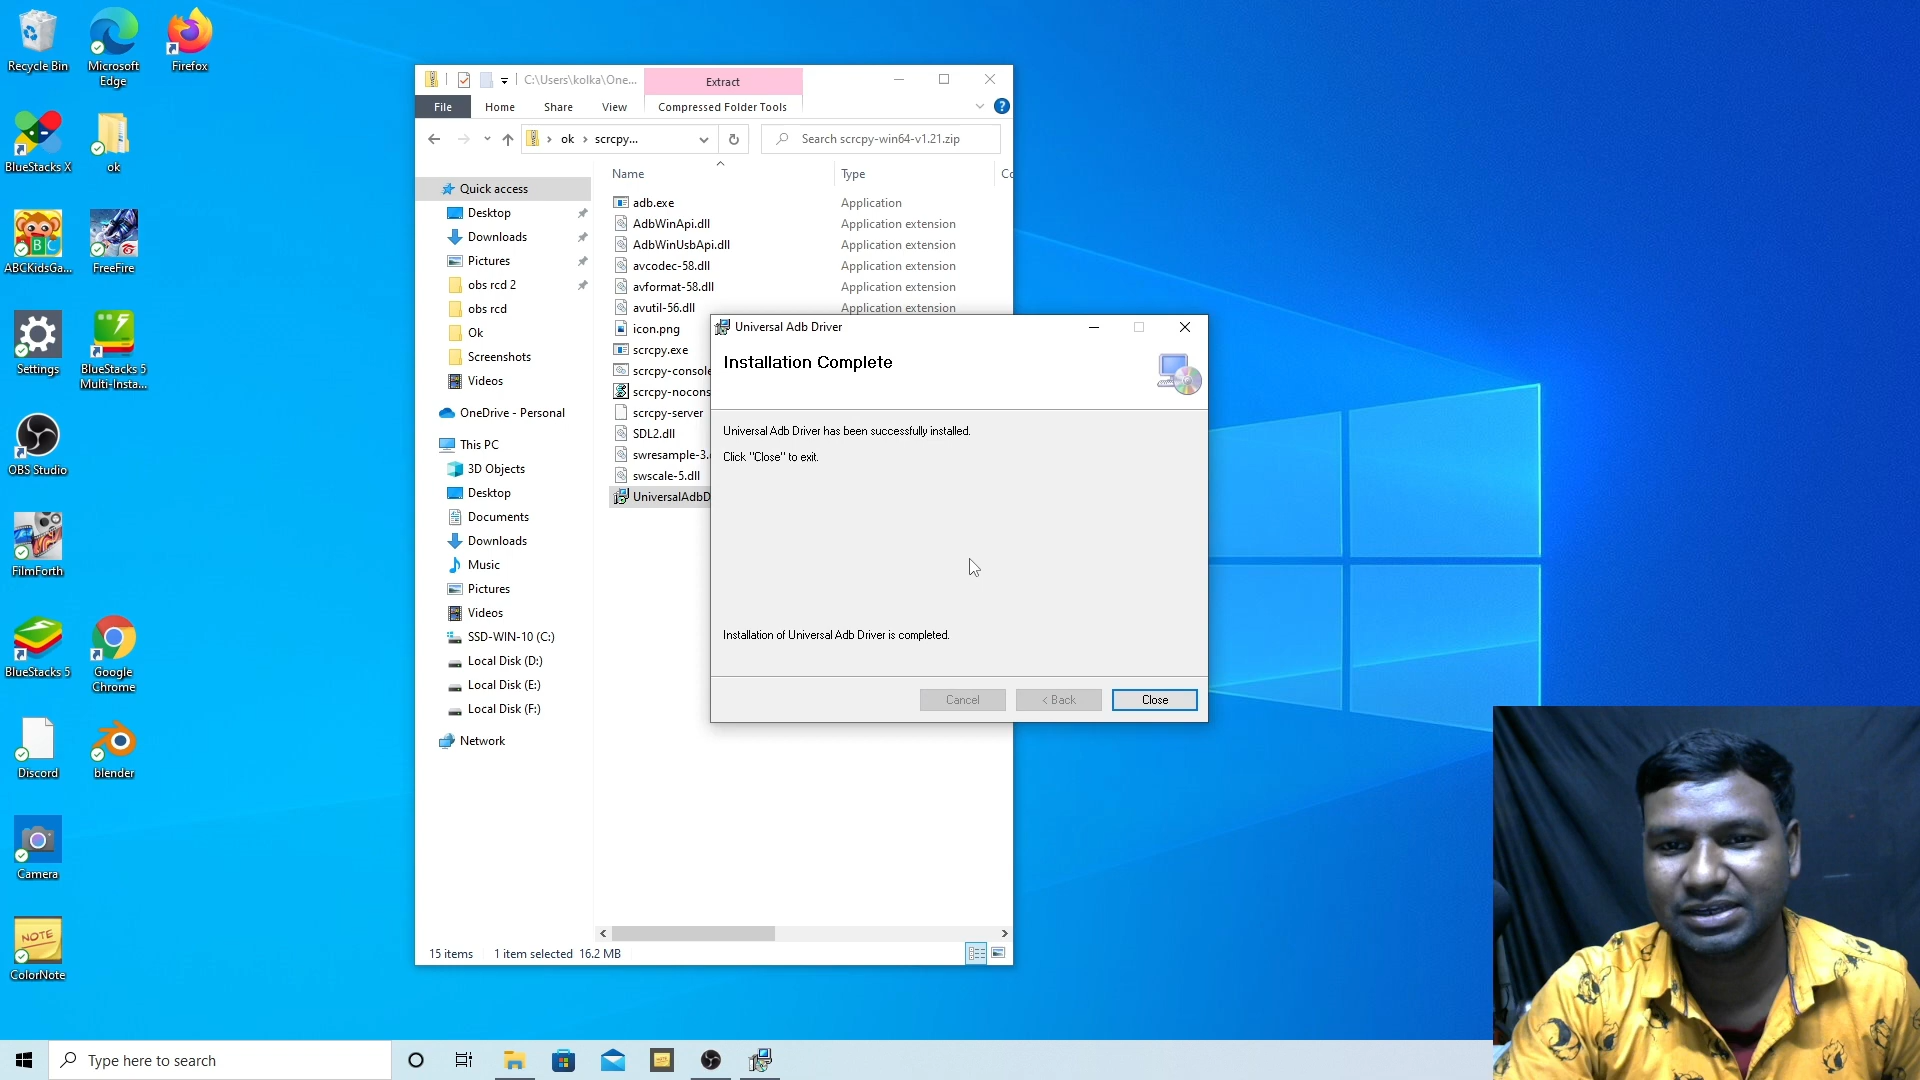 Recycle Bin
Microsoft
Edge
Firefox
BlueStacks X
ok
ABCKidsGa...
FreeFire
Settings
BlueStacks 5
Multi-Insta...
OBS Studio
FilmForth
BlueStacks 5
Google
Chrome
Discord
blender
Camera
NOTE
ColorNote
C:\Users\kolka\One...
Extract
File
Home
Share
View
Compressed Folder Tools
ok
scrcpy...
Search scrcpy-win64-v1.21.zip
Quick access
Desktop
Downloads
Pictures
obs rcd 2
obs rcd
Ok
Screenshots
Videos
OneDrive - Personal
This PC
3D Objects
Desktop
Documents
Downloads
Music
Pictures
Videos
SSD-WIN-10 (C:)
Local Disk (D:)
Local Disk (E:)
Local Disk (F:)
Network
Name Type Co
adb.exe Application
AdbWinApi.dll Application extension
AdbWinUsbApi.dll Application extension
avcodec-58.dll Application extension
avformat-58.dll Application extension
avutil-56.dll Application extension
icon.png
scrcpy.exe
scrcpy-console
scrcpy-nocons
scrcpy-server
SDL2.dll
swresample-3.
swscale-5.dll
UniversalAdbD
15 items 1 item selected 16.2 MB
Universal Adb Driver
Installation Complete
Universal Adb Driver has been successfully installed.
Click "Close" to exit.
Installation of Universal Adb Driver is completed.
Cancel
< Back
Close
Type here to search